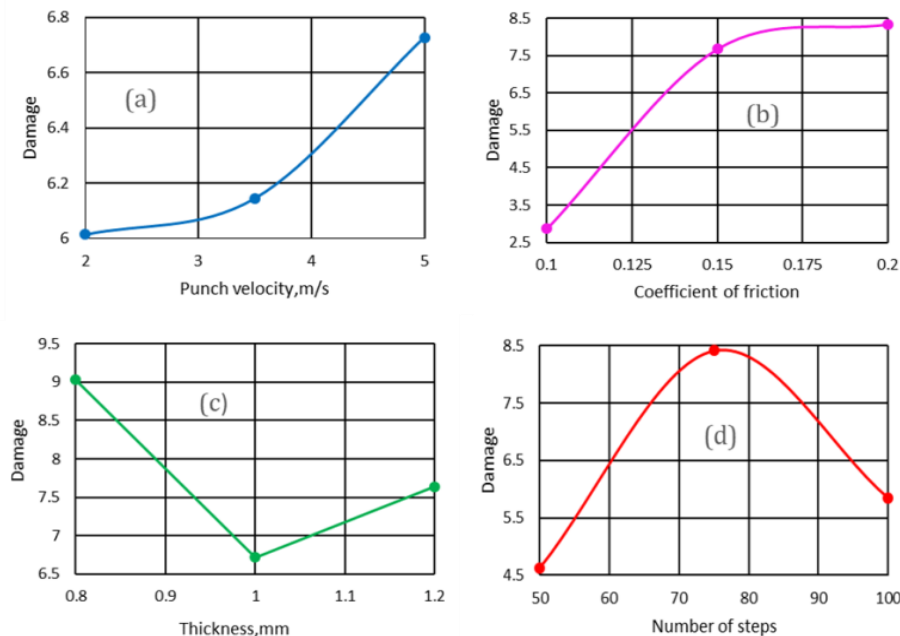 6.8
6.6
6.4
6.2
6
Damage
(a)
2 3 4 5
Punch velocity,m/s
8.5
7.5
6.5
5.5
4.5
3.5
2.5
Damage
(b)
0.1 0.125 0.15 0.175 0.2
Coefficient of friction
9.5
9
8.5
8
7.5
7
6.5
Damage
(c)
0.8 0.9 1 1.1 1.2
Thickness,mm
8.5
7.5
6.5
5.5
4.5
Damage
(d)
50 60 70 80 90 100
Number of steps